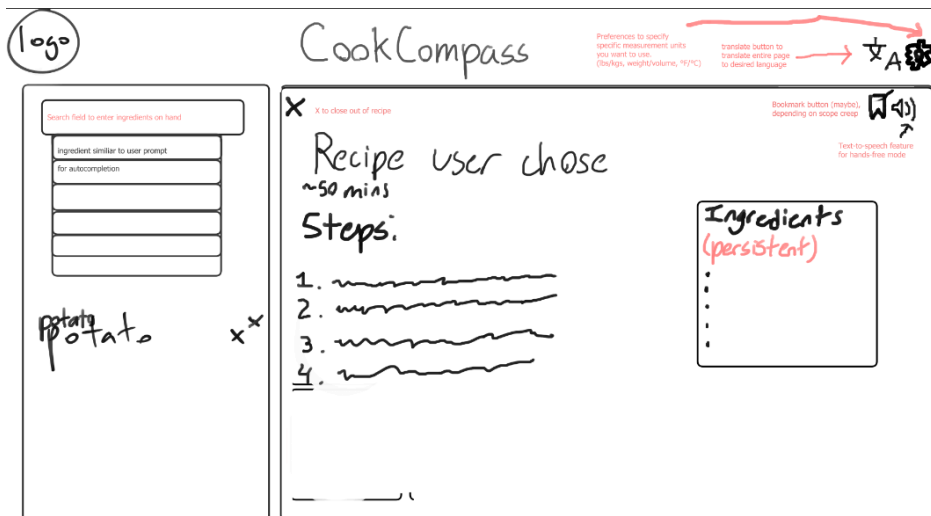 logo
CookCompass
Preferences to specify
specific measurement units
you want to use.
(lbs/kgs, weight/volume, °F/°C)
translate button to
translate entire page
to desired language
文A
Search field to enter ingredients on hand
ingredient similiar to user prompt
for autocompletion
potato
potato
x x
X
X to close out of recipe
Bookmark button (maybe),
depending on scope creep
Text-to-speech feature
for hands-free mode
Recipe user chose
~50 mins
Steps:
1.
2.
3.
4.
Ingredients
(persistent)